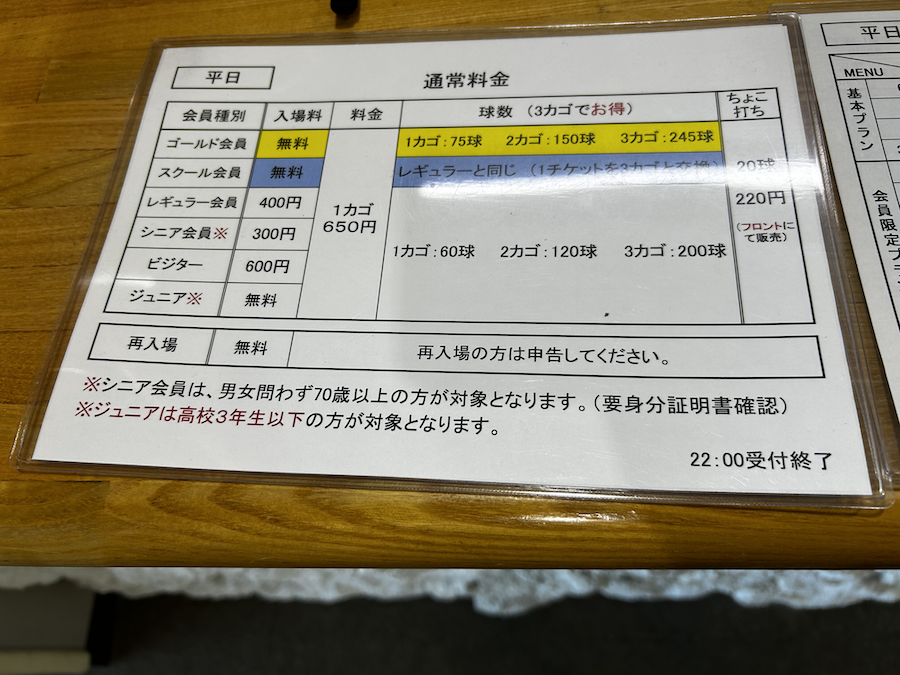 平日
通常料金
会員種別 入場料 料金 球数 (3カゴでお得) ちょこ打ち
ゴールド会員 無料 1カゴ:75球 2カゴ:150球 3カゴ:245球
スクール会員 無料 レギュラーと同じ (1チケットを3カゴと交換) 20球
レギュラー会員 400円 220円
シニア会員※ 300円 1カゴ 650円 1カゴ:60球 2カゴ:120球 3カゴ:200球 (フロントにて販売)
ビジター 600円
ジュニア※ 無料
再入場 無料 再入場の方は申告してください。
※シニア会員は、男女問わず70歳以上の方が対象となります。(要身分証明書確認)
※ジュニアは高校3年生以下の方が対象となります。
22:00受付終了
平日
MENU
基本プラン
会員限定プ